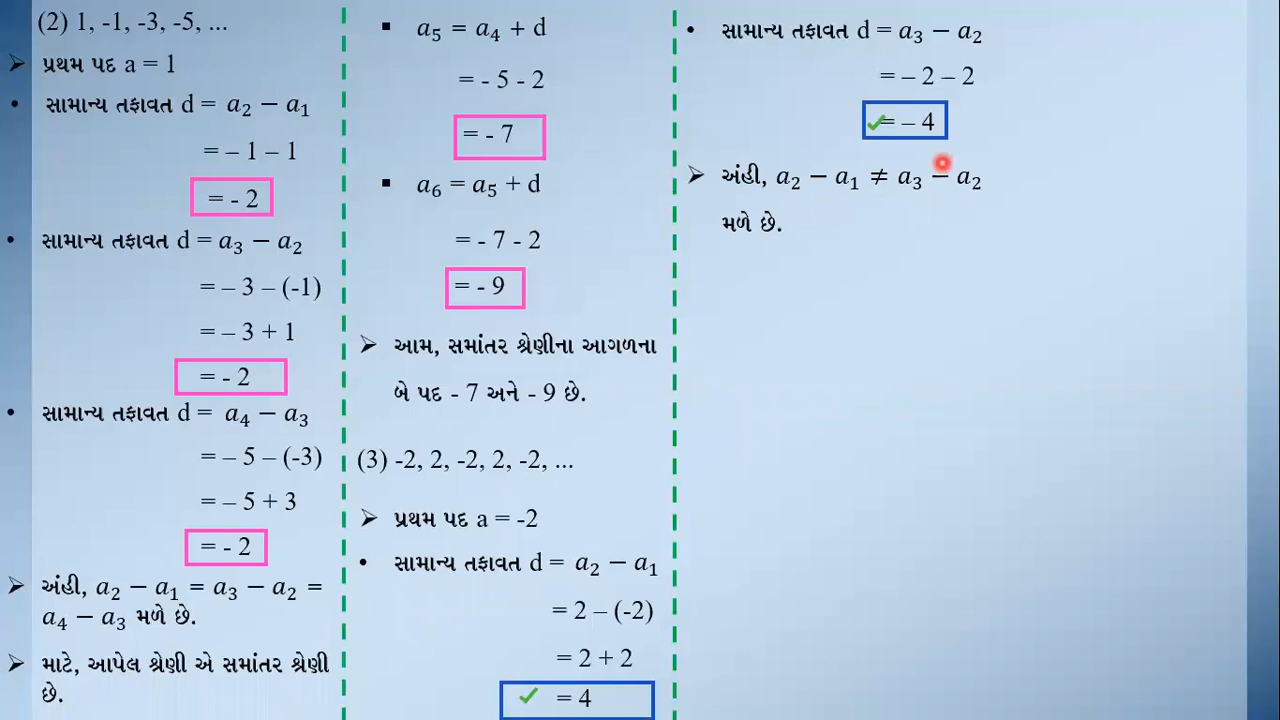 (2) 1, -1, -3, -5, ...
➢ પ્રથમ પદ a = 1
• સામાન્ય તફાવત d = a₂ − a₁
= – 1 – 1
= - 2
• સામાન્ય તફાવત d = a₃ − a₂
= – 3 – (-1)
= – 3 + 1
= - 2
• સામાન્ય તફાવત d = a₄ − a₃
= – 5 – (-3)
= – 5 + 3
= - 2
➢ અંહી, a₂ − a₁ = a₃ − a₂ =
a₄ − a₃ મળે છે.
➢ માટે, આપેલ શ્રેણી એ સમાંતર શ્રેણી
છે.
▪ a₅ = a₄ + d
= - 5 - 2
= - 7
▪ a₆ = a₅ + d
= - 7 - 2
= - 9
➢ આમ, સમાંતર શ્રેણીના આગળના
બે પદ - 7 અને - 9 છે.
(3) -2, 2, -2, 2, -2, ...
➢ પ્રથમ પદ a = -2
• સામાન્ય તફાવત d = a₂ − a₁
= 2 – (-2)
= 2 + 2
= 4
• સામાન્ય તફાવત d = a₃ − a₂
= – 2 – 2
= – 4
➢ અંહી, a₂ − a₁ ≠ a₃ − a₂
મળે છે.